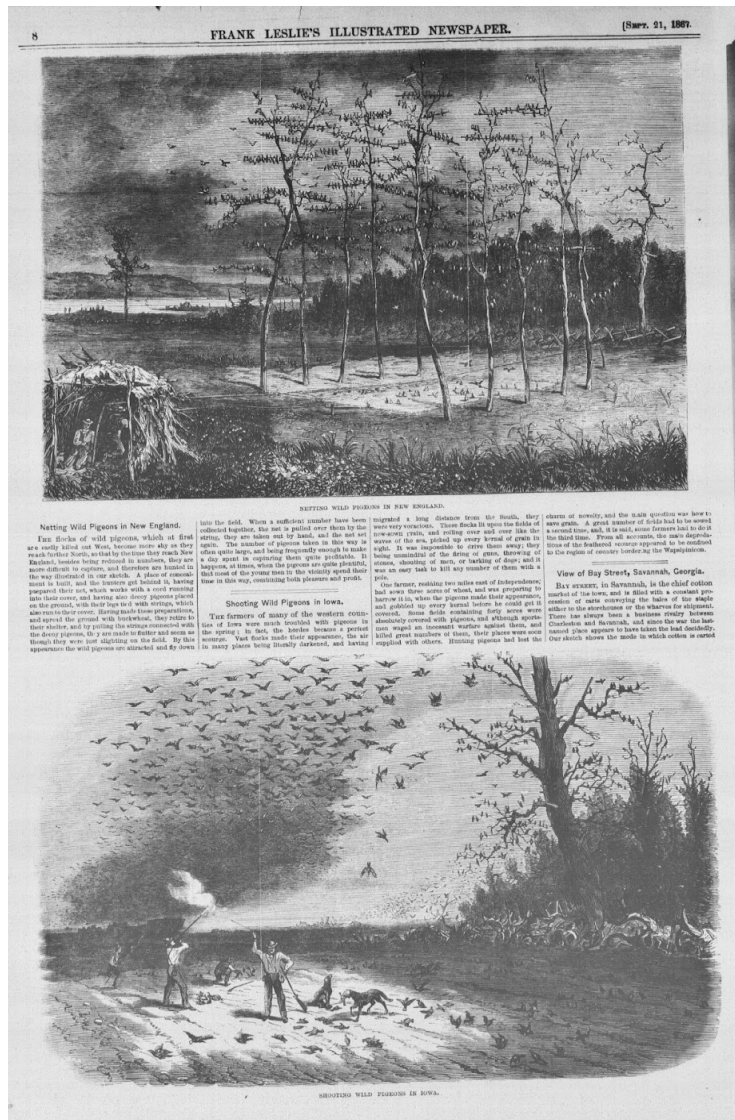 8
FRANK LESLIE'S ILLUSTRATED NEWSPAPER.
[SEPT. 21, 1867.
NETTING WILD PIGEONS IN NEW ENGLAND.
Netting Wild Pigeons in New England.
THE flocks of wild pigeons, which at first
are easily killed out West, become more shy as they
reach further North, so that by the time they reach New
England, besides being reduced in numbers, they are
more difficult to capture, and therefore are hunted in
the way illustrated in our sketch. A place of conceal-
ment is built, and the hunters get behind it, having
prepared their net, which works with a cord running
into their cover, and having also decoy pigeons placed
on the ground, with their legs tied with strings, which
also run to their cover. Having made these preparations,
and spread the ground with buckwheat, they retire to
their shelter, and by pulling the strings connected with
the decoy pigeons, they are made to flutter and seem as
though they were just alighting on the field. By this
appearance the wild pigeons are attracted and fly down
into the field. When a sufficient number have been
collected together, the net is pulled over them by the
string, they are taken out by hand, and the net set
again. The number of pigeons taken in this way is
often quite large, and being frequently enough to make
a day spent in capturing them quite profitable. It
happens, at times, when the pigeons are quite plentiful,
that most of the young men in the vicinity spend their
time in this way, combining both pleasure and profit.
Shooting Wild Pigeons in Iowa.
THE farmers of many of the western coun-
ties of Iowa were much troubled with pigeons in
the spring; in fact, the hordes became a perfect
scourge. Vast flocks made their appearance, the air
in many places being literally darkened, and having
migrated a long distance from the South, they
were very voracious. These flocks lit upon the fields of
new-sown grain, and rolling over and over like the
waves of the sea, picked up every kernel of grain in
sight. It was impossible to drive them away; they
being unmindful of the firing of guns, throwing of
stones, shouting of men, or barking of dogs; and it
was an easy task to kill any number of them with a
pole.
One farmer, residing two miles east of Independence,
had sown three acres of wheat, and was preparing to
harrow it in, when the pigeons made their appearance,
and gobbled up every kernel before he could get it
covered. Some fields containing forty acres were
absolutely covered with pigeons, and although sports-
men waged an incessant warfare against them, and
killed great numbers of them, their places were soon
supplied with others. Hunting pigeons had lost the
charm of novelty, and the main question was how to
save grain. A great number of fields had to be sowed
a second time, and, it is said, some farmers had to do it
the third time. From all accounts, the main depreda-
tions of the feathered scourge appeared to be confined
to the region of country bordering the Wapsipinicon.
View of Bay Street, Savannah, Georgia.
BAY STREET, in Savannah, is the chief cotton
market of the town, and is filled with a constant pro-
cession of carts conveying the bales of the staple
either to the storehouses or the wharves for shipment.
There has always been a business rivalry between
Charleston and Savannah, and since the war the last-
named place appears to have taken the lead decidedly.
Our sketch shows the mode in which cotton is carted
SHOOTING WILD PIGEONS IN IOWA.